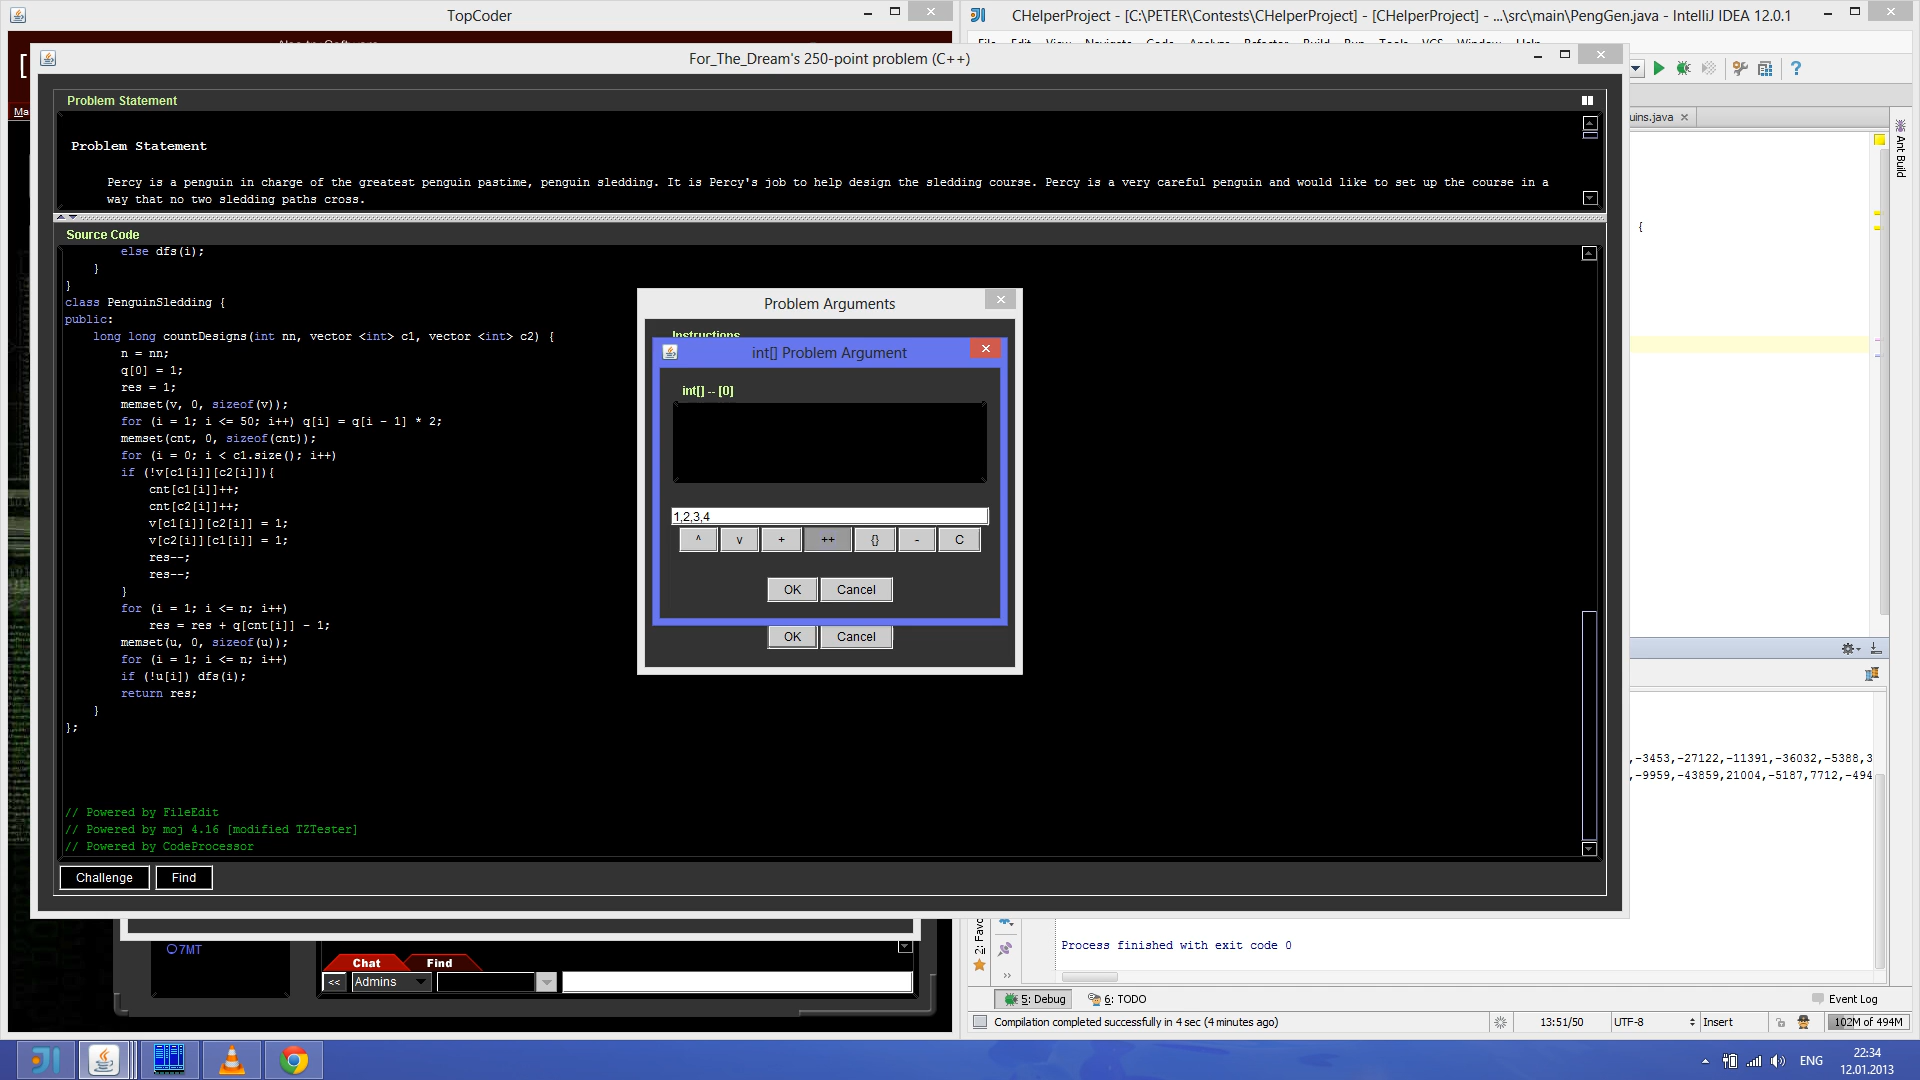 TopCoder
CHelperProject - [C:\PETER\Contests\CHelperProject] - [CHelperProject] - ...\src\main\PengGen.java - IntelliJ IDEA 12.0.1
For_The_Dream's 250-point problem (C++)
Problem Statement
Problem Statement
Percy is a penguin in charge of the greatest penguin pastime, penguin sledding. It is Percy's job to help design the sledding course. Percy is a very careful penguin and would like to set up the course in a
way that no two sledding paths cross.
Source Code
else dfs(i);
}
}
class PenguinSledding {
public:
long long countDesigns(int nn, vector <int> c1, vector <int> c2) {
n = nn;
q[0] = 1;
res = 1;
memset(v, 0, sizeof(v));
for (i = 1; i <= 50; i++) q[i] = q[i - 1] * 2;
memset(cnt, 0, sizeof(cnt));
for (i = 0; i < c1.size(); i++)
if (!v[c1[i]][c2[i]]){
cnt[c1[i]]++;
cnt[c2[i]]++;
v[c1[i]][c2[i]] = 1;
v[c2[i]][c1[i]] = 1;
res--;
res--;
}
for (i = 1; i <= n; i++)
res = res + q[cnt[i]] - 1;
memset(u, 0, sizeof(u));
for (i = 1; i <= n; i++)
if (!u[i]) dfs(i);
return res;
}
};
// Powered by FileEdit
// Powered by moj 4.16 [modified TZTester]
// Powered by CodeProcessor
Challenge Find
Problem Arguments
Instructions
int[] Problem Argument
int[] -- [0]
1,2,3,4
^ v + ++ {} - C
OK Cancel
OK Cancel
uins.java
Ant Build
{
,-3453,-27122,-11391,-36032,-5388,3
,-9959,-43859,21004,-5187,7712,-494
7MT
Chat Find
<< Admins
2: Favo
Process finished with exit code 0
5: Debug 6: TODO Event Log
Compilation completed successfully in 4 sec (4 minutes ago) 13:51/50 UTF-8 Insert 102M of 494M
ENG 22:34
12.01.2013